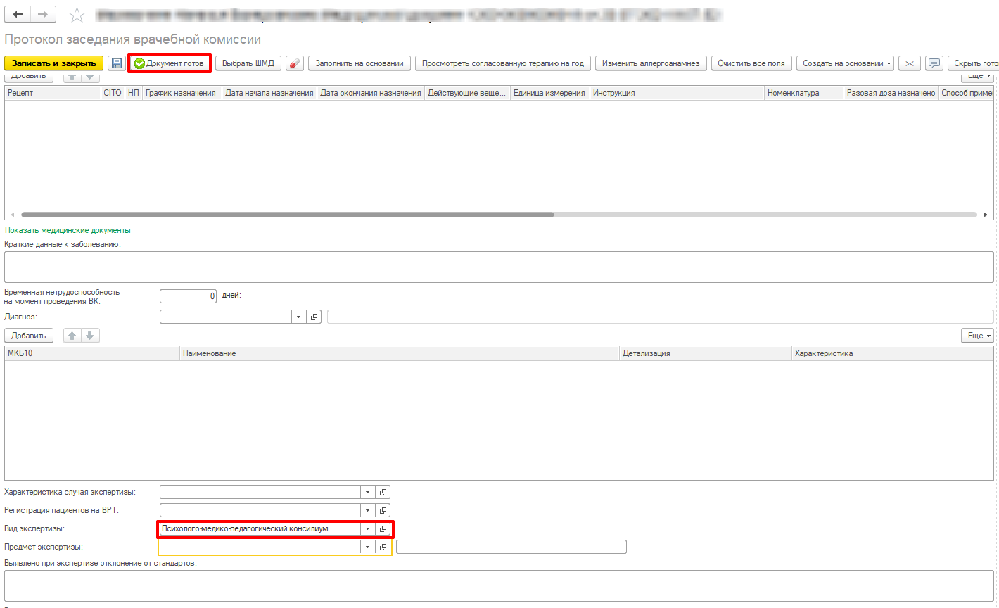 Протокол заседания врачебной комиссии
Записать и закрыть Документ готов Выбрать ШМД Заполнить на основании Просмотреть согласованную терапию на год Изменить аллергоанамнез Очистить все поля Создать на основании >< Скрыть гото
Добавить Еще
Рецепт CITO НП График назначения Дата начала назначения Дата окончания назначения Действующие веще... Единица измерения Инструкция Номенклатура Разовая доза назначено Способ приме
Показать медицинские документы
Краткие данные к заболеванию:
Временная нетрудоспособность
на момент проведения ВК: 0 дней;
Диагноз:
Добавить Еще
МКБ10 Наименование Детализация Характеристика
Характеристика случая экспертизы:
Регистрация пациентов на ВРТ:
Вид экспертизы: Психолого-медико-педагогический консилиум
Предмет экспертизы:
Выявлено при экспертизе отклонение от стандартов: